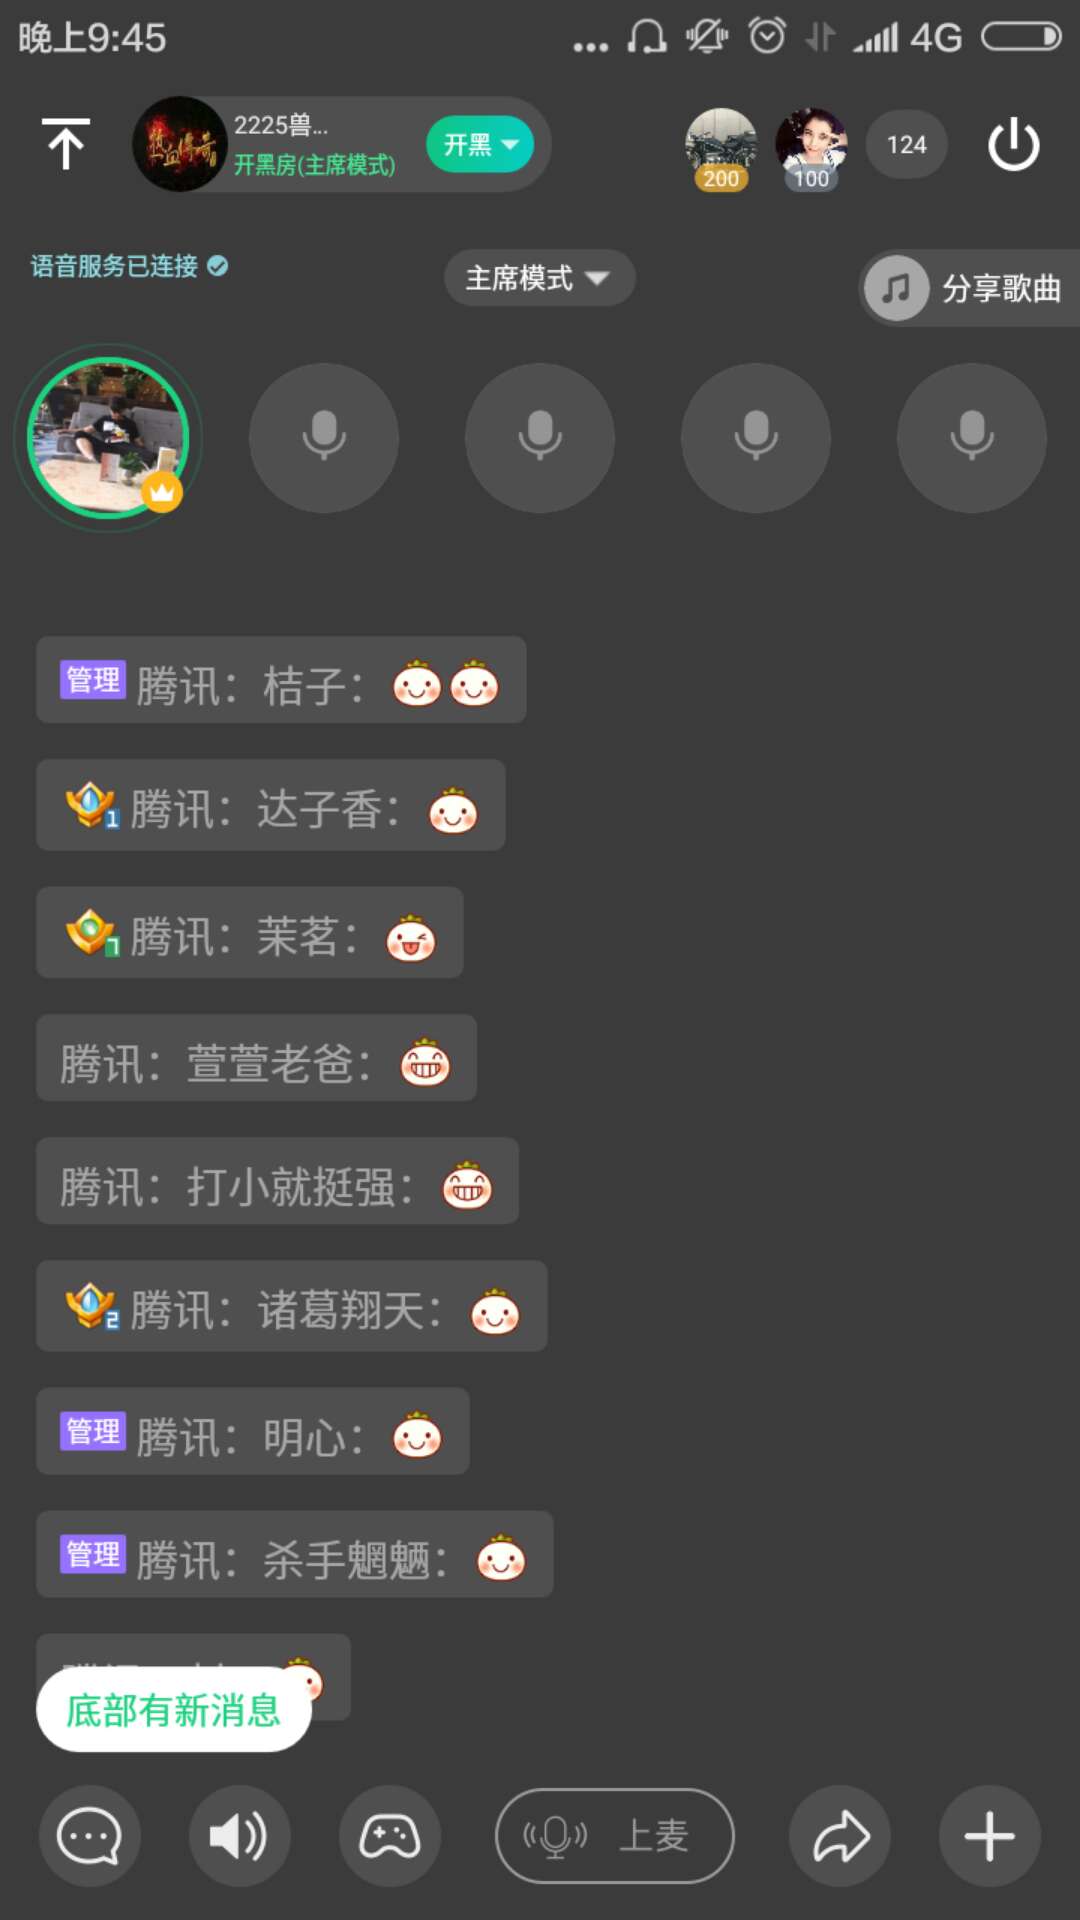 晚上9:45
4G
热血传奇
2225兽...
开黑房(主席模式)
开黑
200
100
124
语音服务已连接
主席模式
分享歌曲
管理 腾讯：桔子：
1 腾讯：达子香：
7 腾讯：茉茗：
腾讯：萱萱老爸：
腾讯：打小就挺强：
2 腾讯：诸葛翔天：
管理 腾讯：明心：
管理 腾讯：杀手魍魉：
底部有新消息
上麦